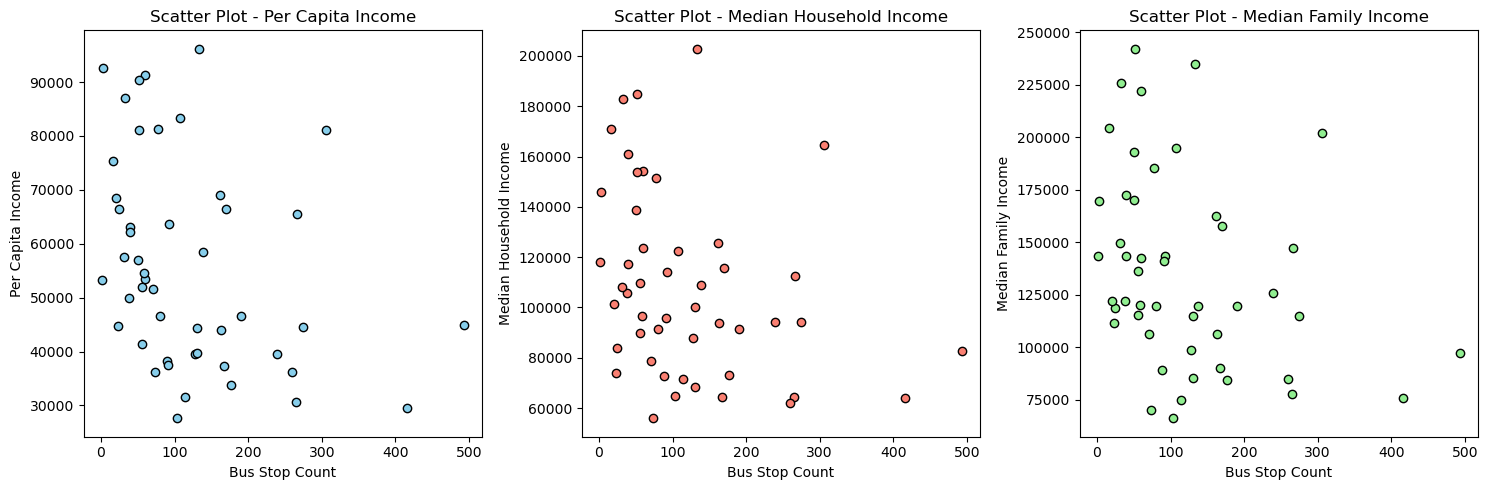 Scatter Plot - Per Capita Income
Per Capita Income
90000
80000
70000
60000
50000
40000
30000
0 100 200 300 400 500
Bus Stop Count
Scatter Plot - Median Household Income
Median Household Income
200000
180000
160000
140000
120000
100000
80000
60000
0 100 200 300 400 500
Bus Stop Count
Scatter Plot - Median Family Income
Median Family Income
250000
225000
200000
175000
150000
125000
100000
75000
0 100 200 300 400 500
Bus Stop Count